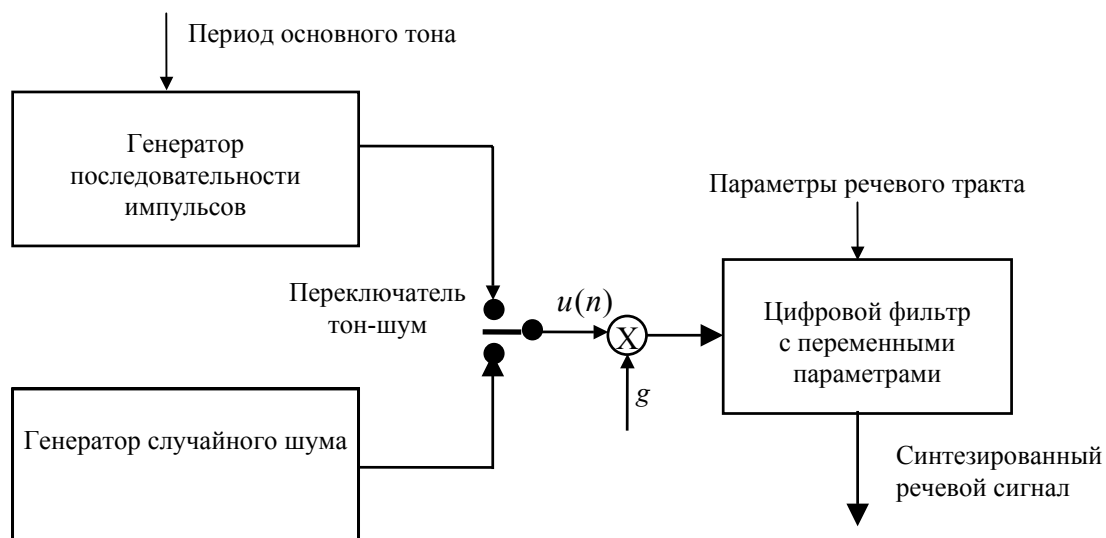 Период основного тона
Генератор
последовательности
импульсов
Параметры речевого тракта
Переключатель
тон-шум
u(n)
X
g
Цифровой фильтр
с переменными
параметрами
Генератор случайного шума
Синтезированный
речевой сигнал